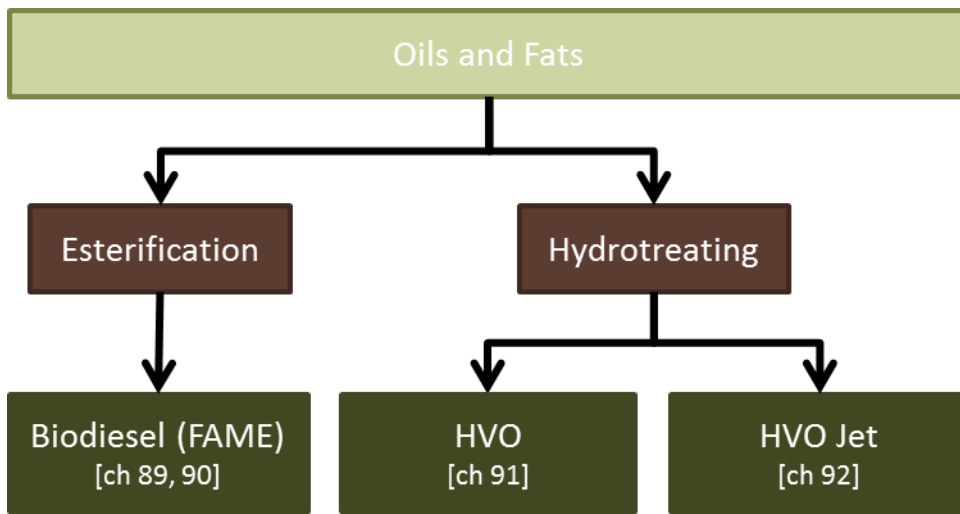 Oils and Fats
Esterification
Hydrotreating
Biodiesel (FAME)
[ch 89, 90]
HVO
[ch 91]
HVO Jet
[ch 92]